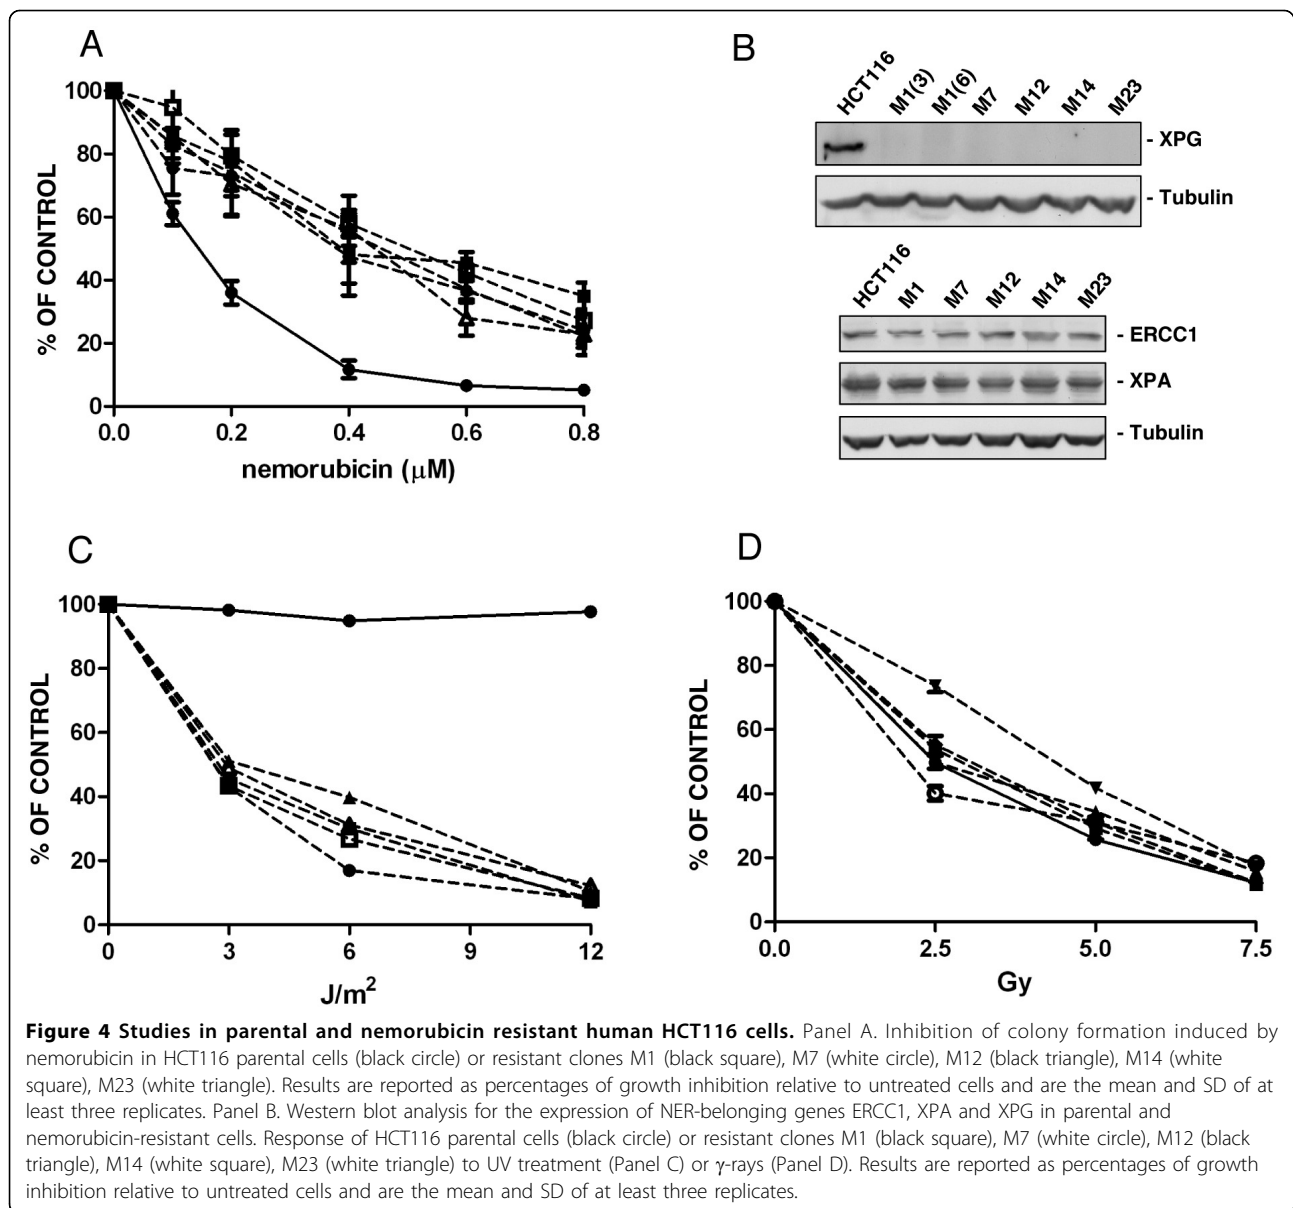 A
100
80
60
40
20
0
% OF CONTROL
0.0 0.2 0.4 0.6 0.8
nemorubicin (μM)
B
HCT116 M1(3) M1(6) M7 M12 M14 M23
- XPG
- Tubulin
HCT116 M1 M7 M12 M14 M23
- ERCC1
- XPA
- Tubulin
C
100
80
60
40
20
0
% OF CONTROL
0 3 6 9 12
J/m²
D
100
80
60
40
20
0
% OF CONTROL
0.0 2.5 5.0 7.5
Gy
Figure 4 Studies in parental and nemorubicin resistant human HCT116 cells. Panel A. Inhibition of colony formation induced by
nemorubicin in HCT116 parental cells (black circle) or resistant clones M1 (black square), M7 (white circle), M12 (black triangle), M14 (white
square), M23 (white triangle). Results are reported as percentages of growth inhibition relative to untreated cells and are the mean and SD of at
least three replicates. Panel B. Western blot analysis for the expression of NER-belonging genes ERCC1, XPA and XPG in parental and
nemorubicin-resistant cells. Response of HCT116 parental cells (black circle) or resistant clones M1 (black square), M7 (white circle), M12 (black
triangle), M14 (white square), M23 (white triangle) to UV treatment (Panel C) or γ-rays (Panel D). Results are reported as percentages of growth
inhibition relative to untreated cells and are the mean and SD of at least three replicates.